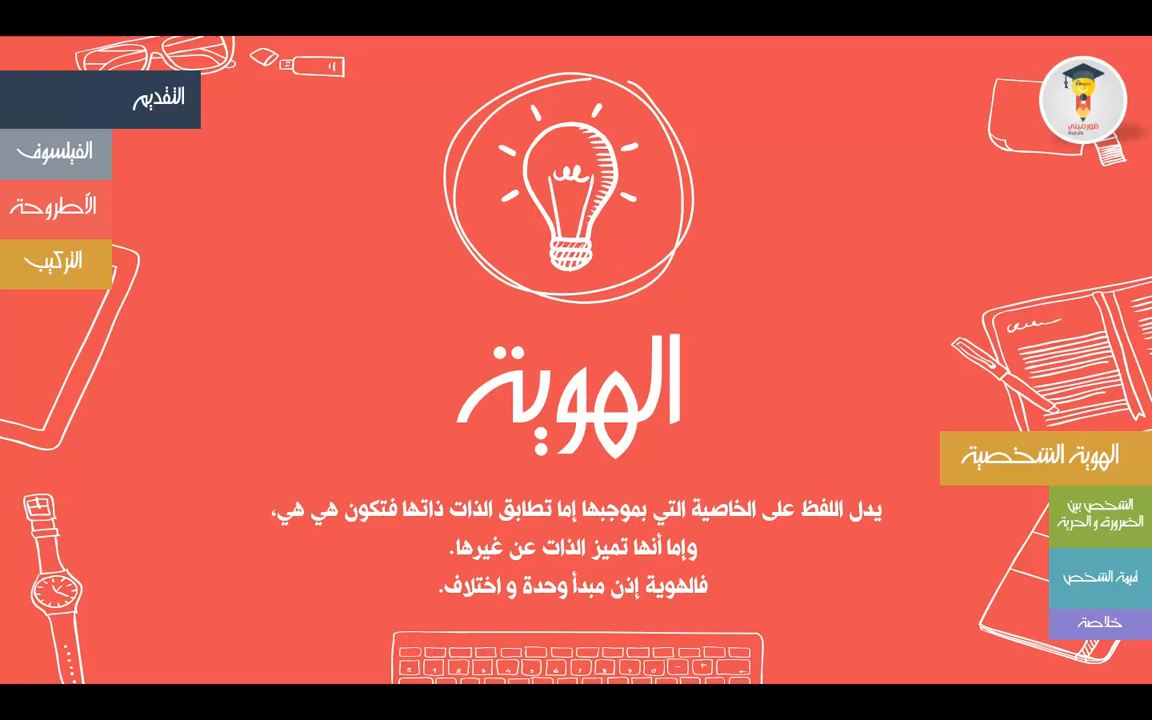 التقديم
الفيلسوف
الأطروحة
التركيب
الهوية
يدل اللفظ على الخاصية التي بموجبها إما تطابق الذات ذاتها فتكون هي هي،
وإما أنها تميز الذات عن غيرها.
فالهوية إذن مبدأ وحدة و اختلاف.
الهوية الشخصية
الشخص بين
الضرورة و الحرية
قيمة الشخص
خلاصة